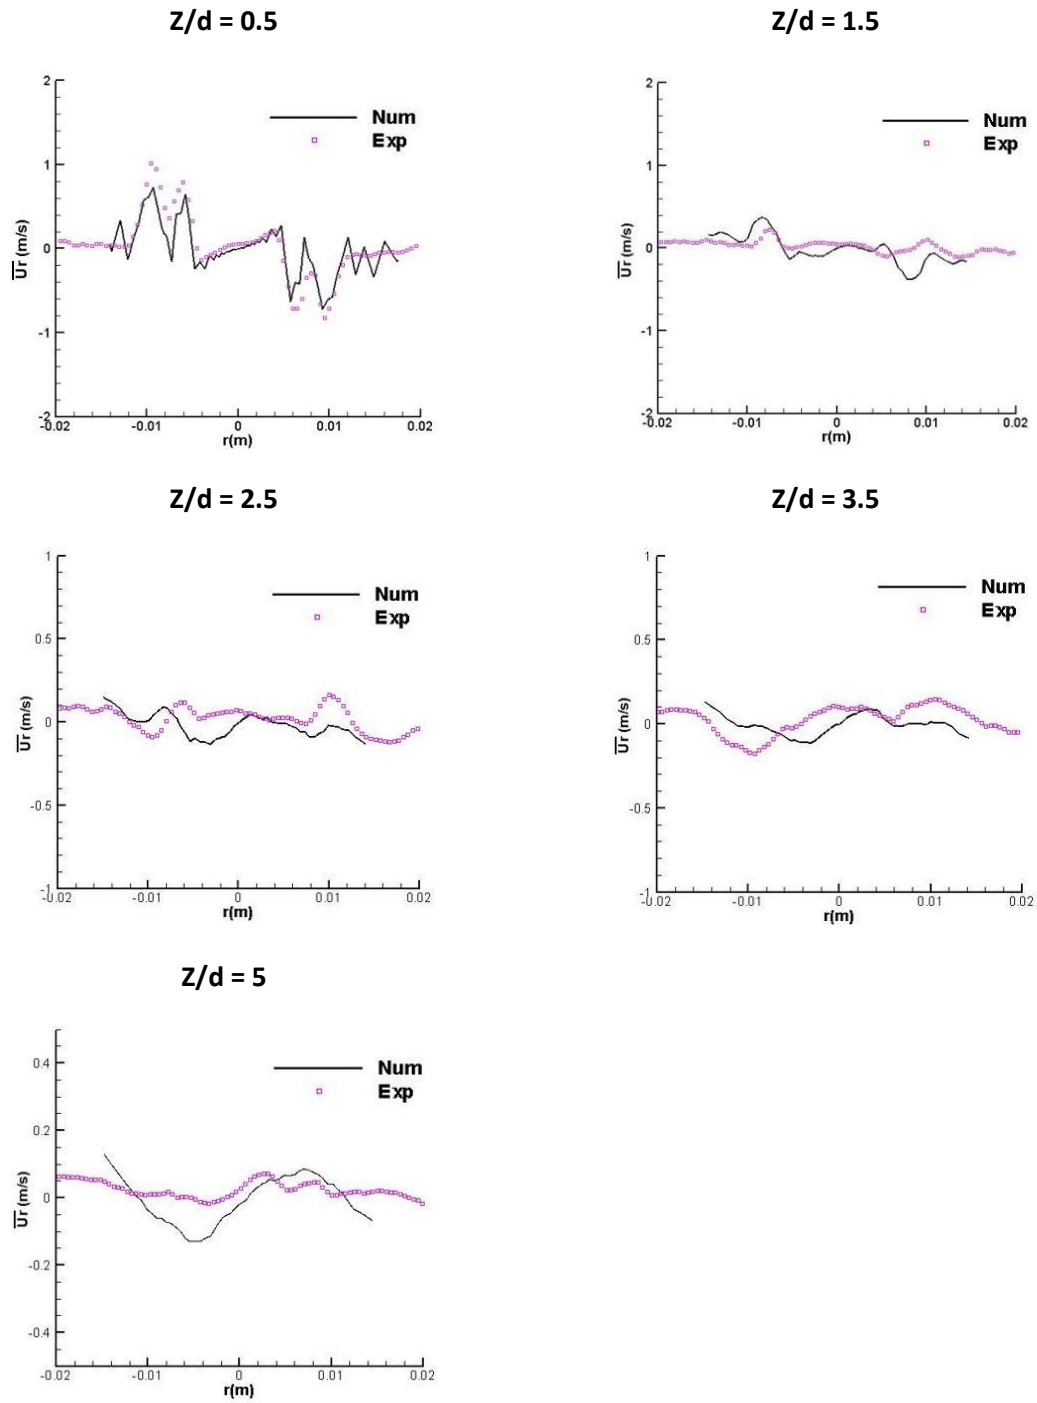 Z/d = 0.5
2
1
0
-1
-2
Ur (m/s)
Num
Exp
-0.02 -0.01 0 0.01 0.02
r(m)
Z/d = 1.5
2
1
0
-1
-2
Ur (m/s)
Num
Exp
-0.02 -0.01 0 0.01 0.02
r(m)
Z/d = 2.5
1
0.5
0
-0.5
-1
Ur (m/s)
Num
Exp
-0.02 -0.01 0 0.01 0.02
r(m)
Z/d = 3.5
1
0.5
0
-0.5
-1
Ur (m/s)
Num
Exp
-0.02 -0.01 0 0.01 0.02
r(m)
Z/d = 5
0.4
0.2
0
-0.2
-0.4
Ur (m/s)
Num
Exp
-0.02 -0.01 0 0.01 0.02
r(m)